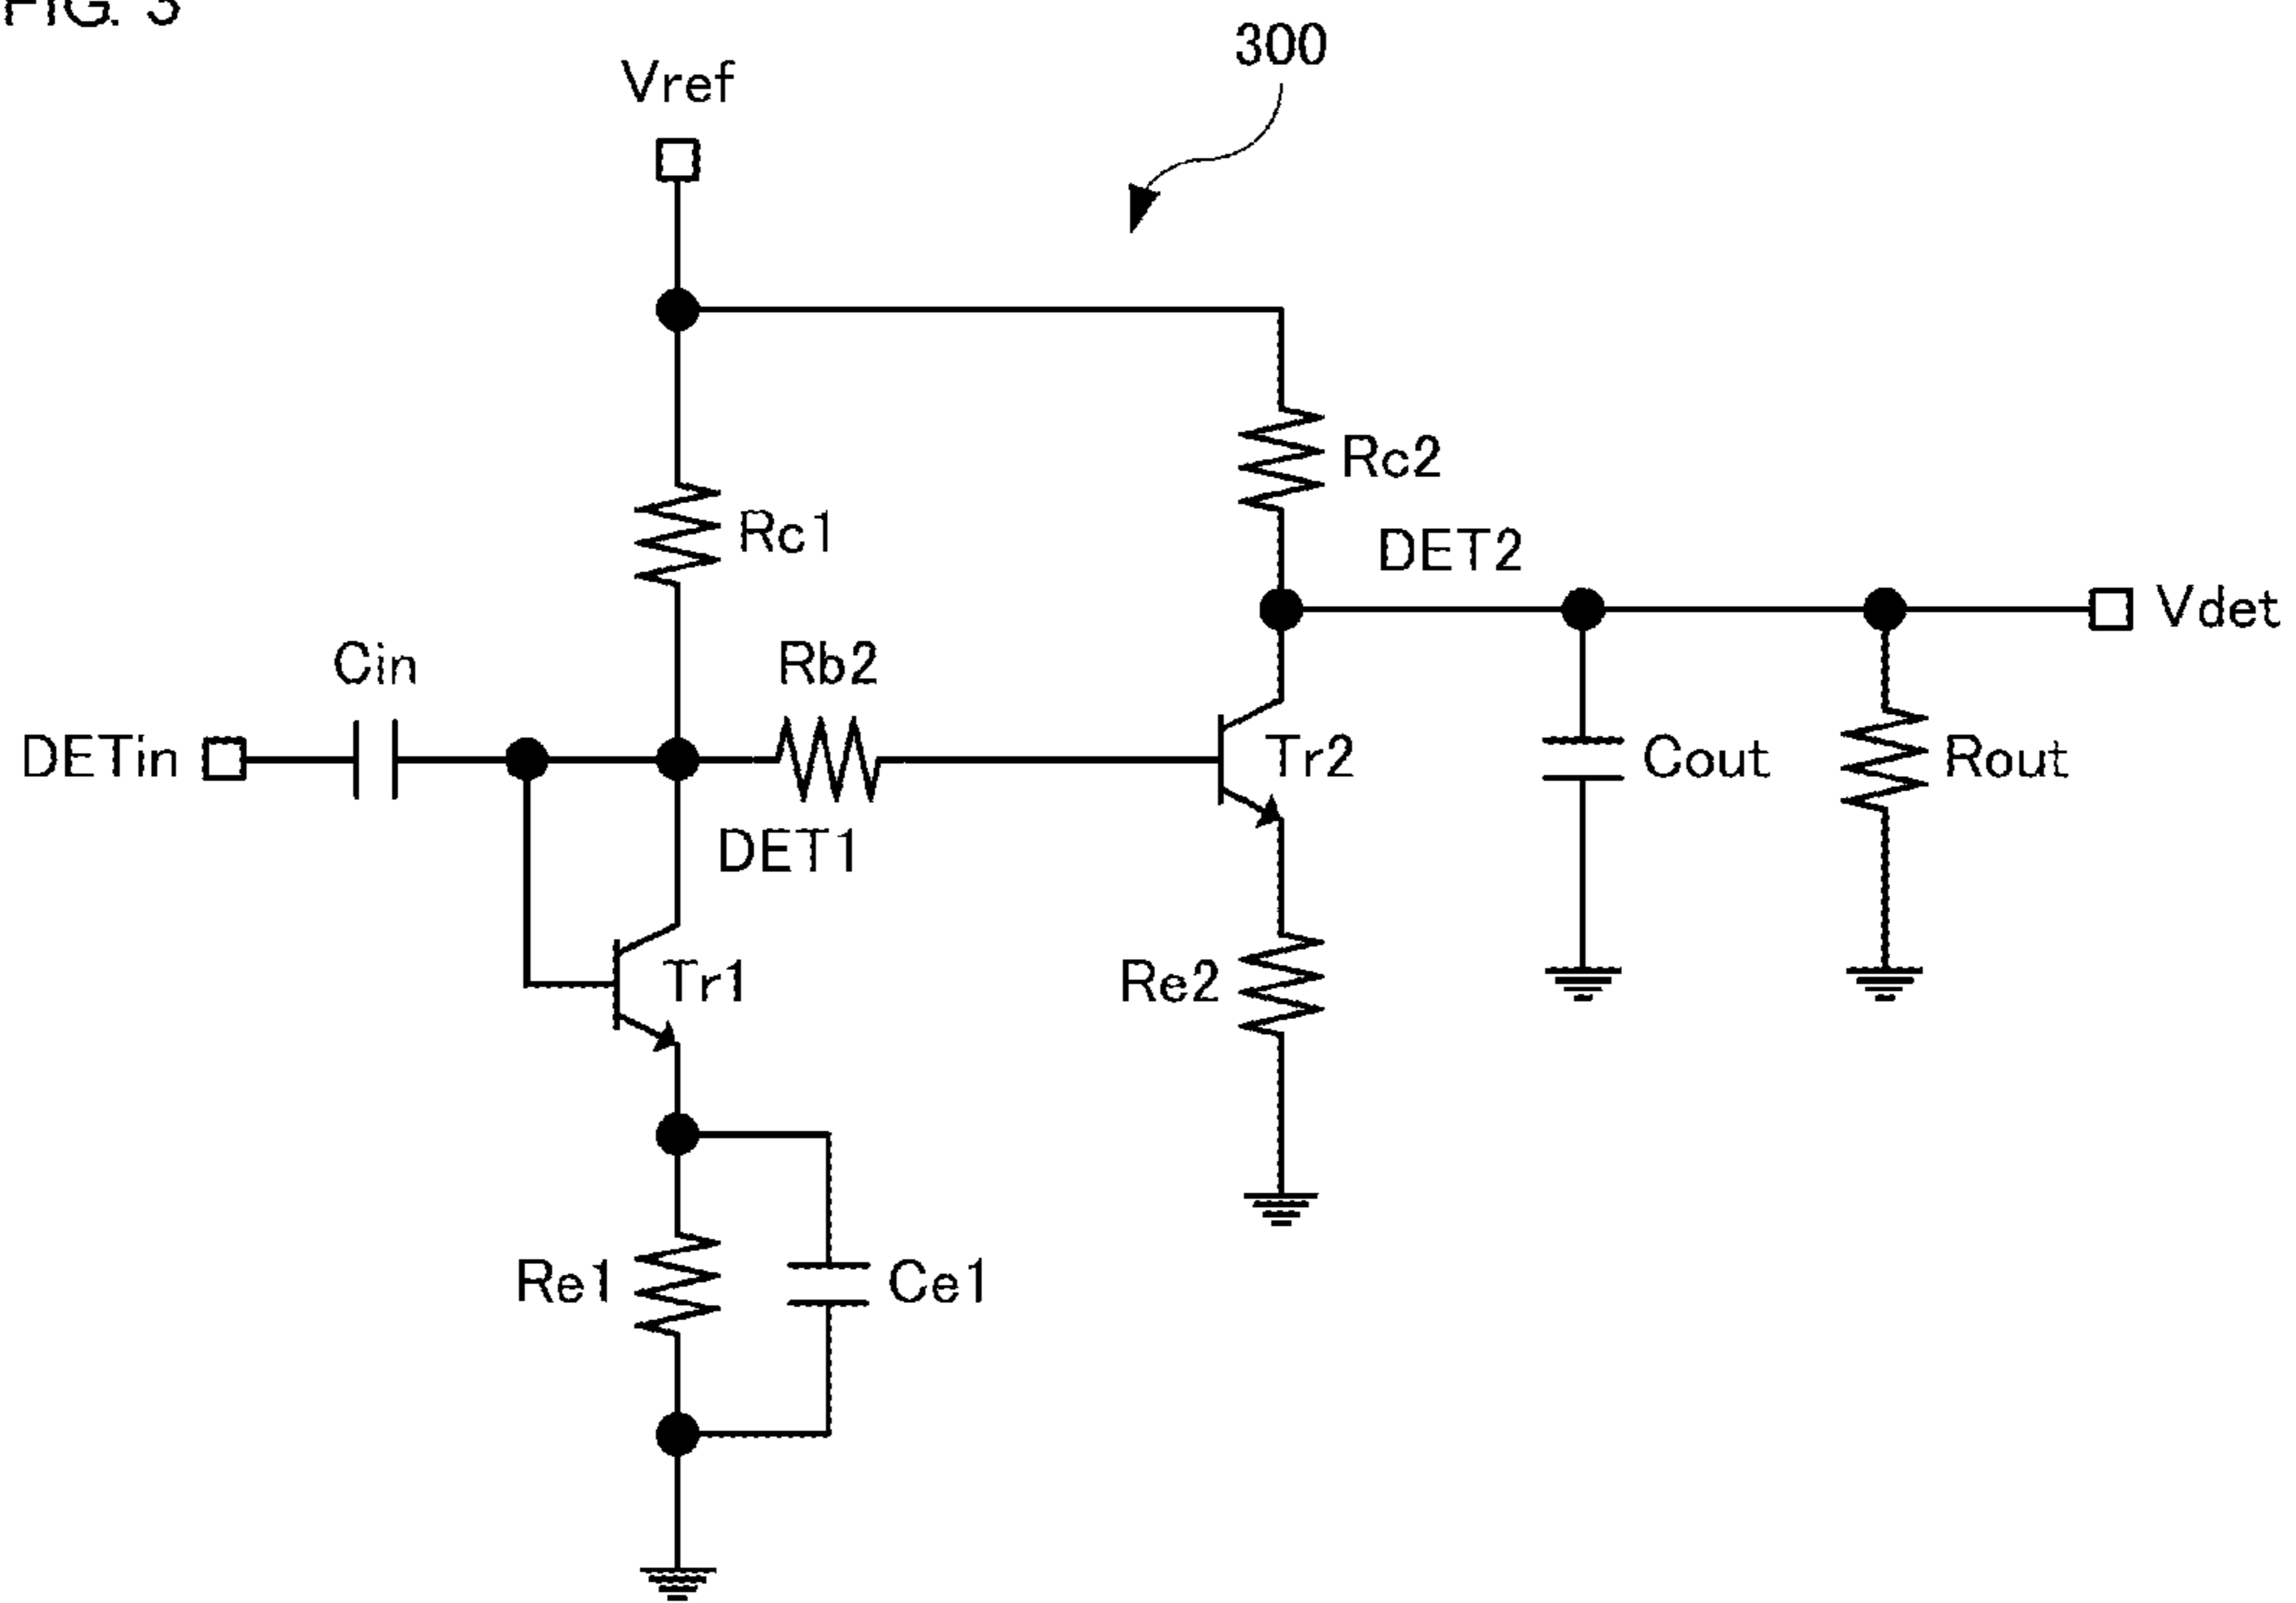 FIG. 3
300
Vref
Rc2
Rc1
DET2
Vdet
Cin
Rb2
DETin
Tr2
Cout
Rout
DET1
Tr1
Re2
Re1
Ce1